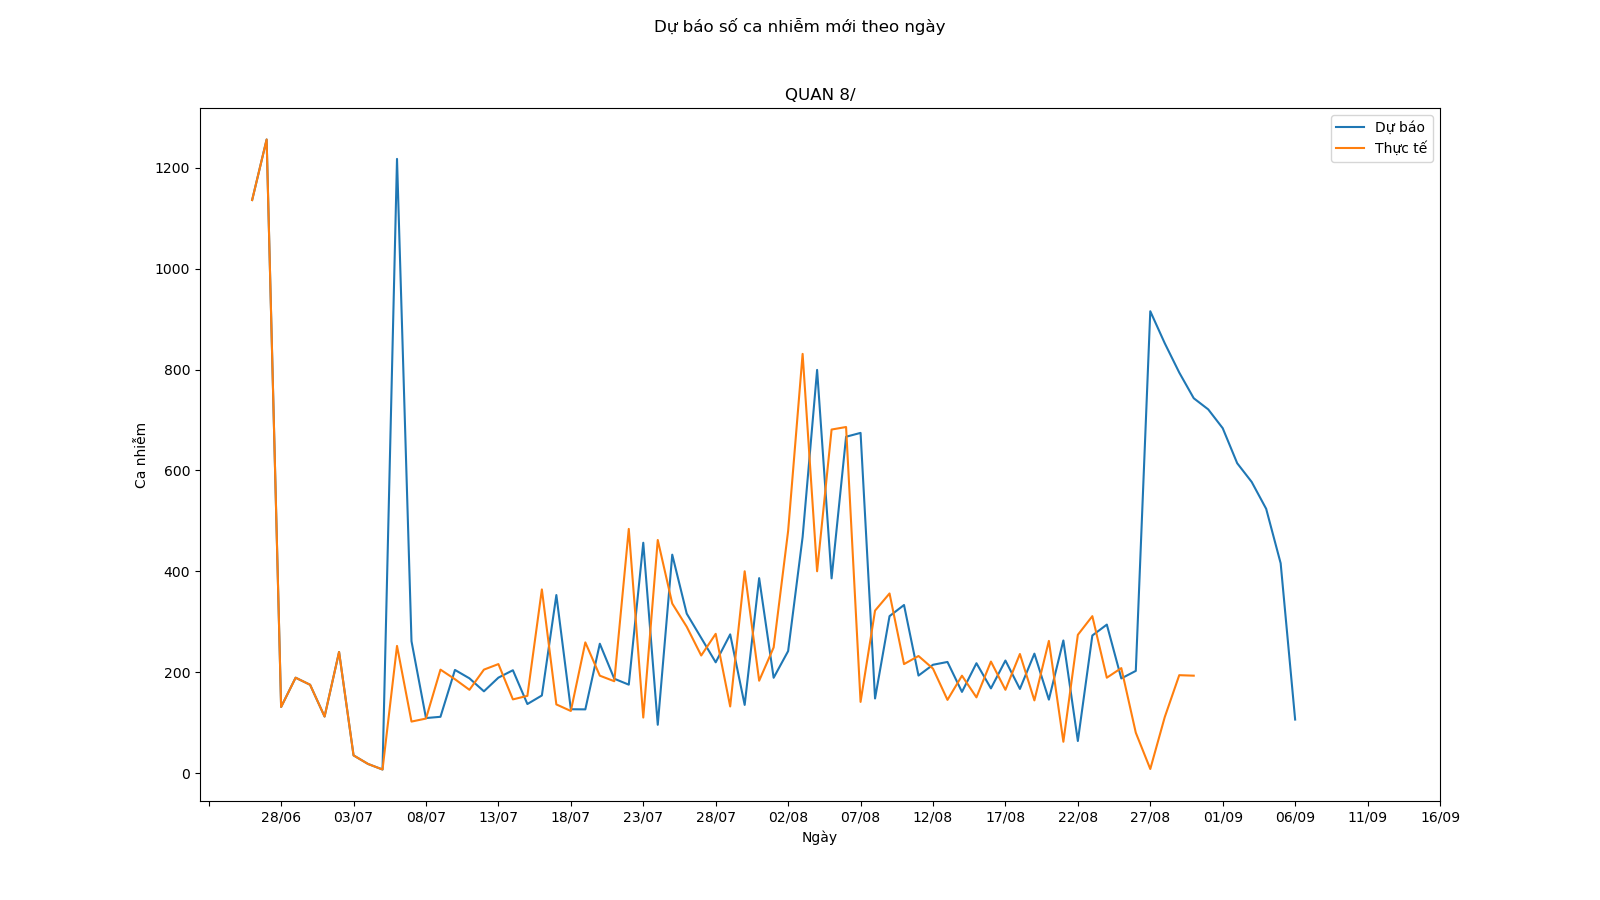 Dự báo số ca nhiễm mới theo ngày
QUAN 8/
Dự báo
Thực tế
1200
1000
800
600
400
200
0
Ca nhiễm
28/06 03/07 08/07 13/07 18/07 23/07 28/07 02/08 07/08 12/08 17/08 22/08 27/08 01/09 06/09 11/09 16/09
Ngày